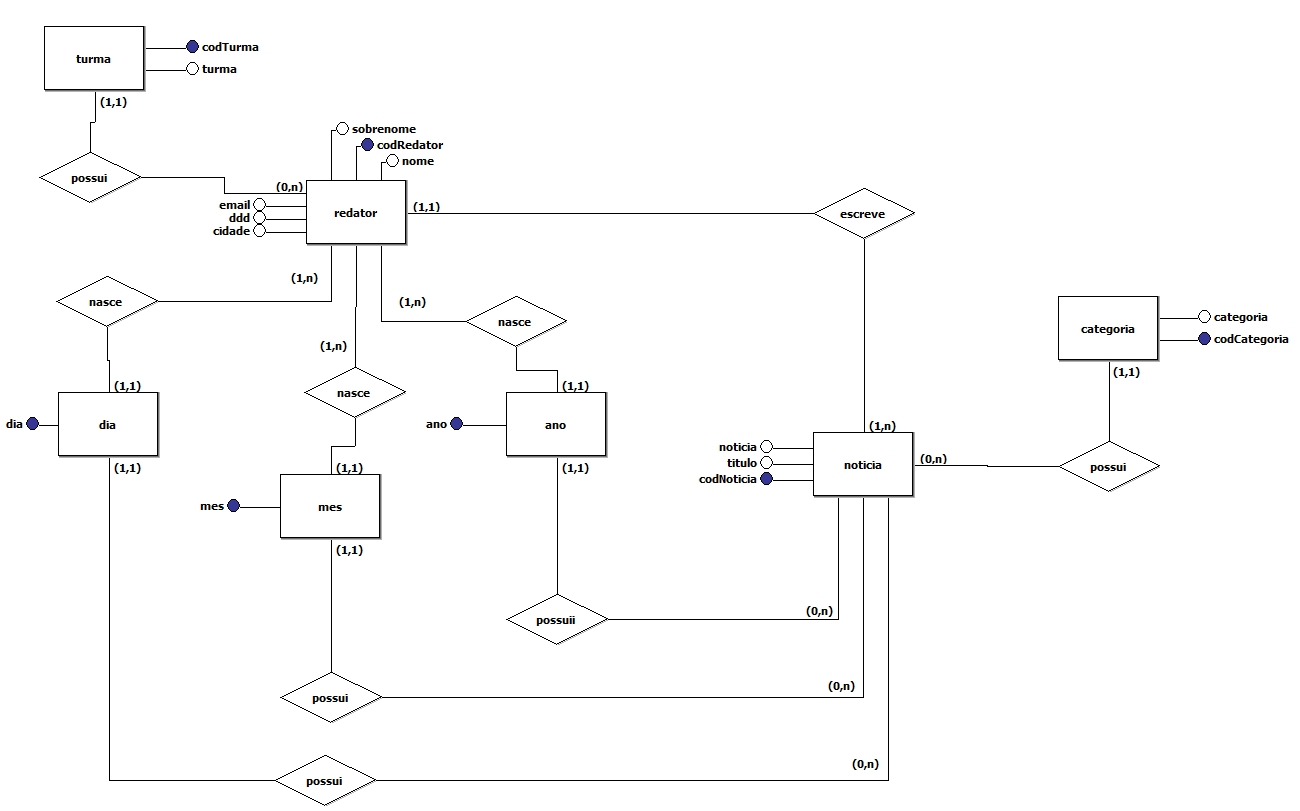 codTurma
turma
turma
(1,1)
sobrenome
codRedator
nome
possui
(0,n)
email
ddd
cidade
redator
(1,1)
escreve
(1,n)
nasce
(1,n)
nasce
(1,n)
nasce
categoria
categoria
codCategoria
(1,1)
(1,1)
dia
dia
(1,1)
(1,1)
ano
ano
(1,1)
(1,n)
noticia
titulo
codNoticia
noticia
(0,n)
possui
(1,1)
mes
mes
(1,1)
possuii
(0,n)
possui
(0,n)
possui
(0,n)